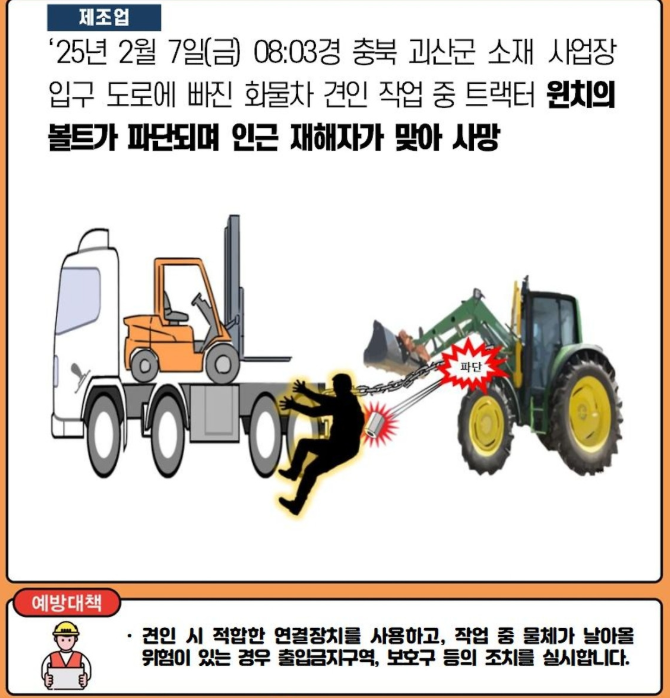 제조업
‘25년 2월 7일(금) 08:03경 충북 괴산군 소재 사업장
입구 도로에 빠진 화물차 견인 작업 중 트랙터 윈치의
볼트가 파단되며 인근 재해자가 맞아 사망
파단
예방대책
· 견인 시 적합한 연결장치를 사용하고, 작업 중 물체가 날아올
위험이 있는 경우 출입금지구역, 보호구 등의 조치를 실시합니다.